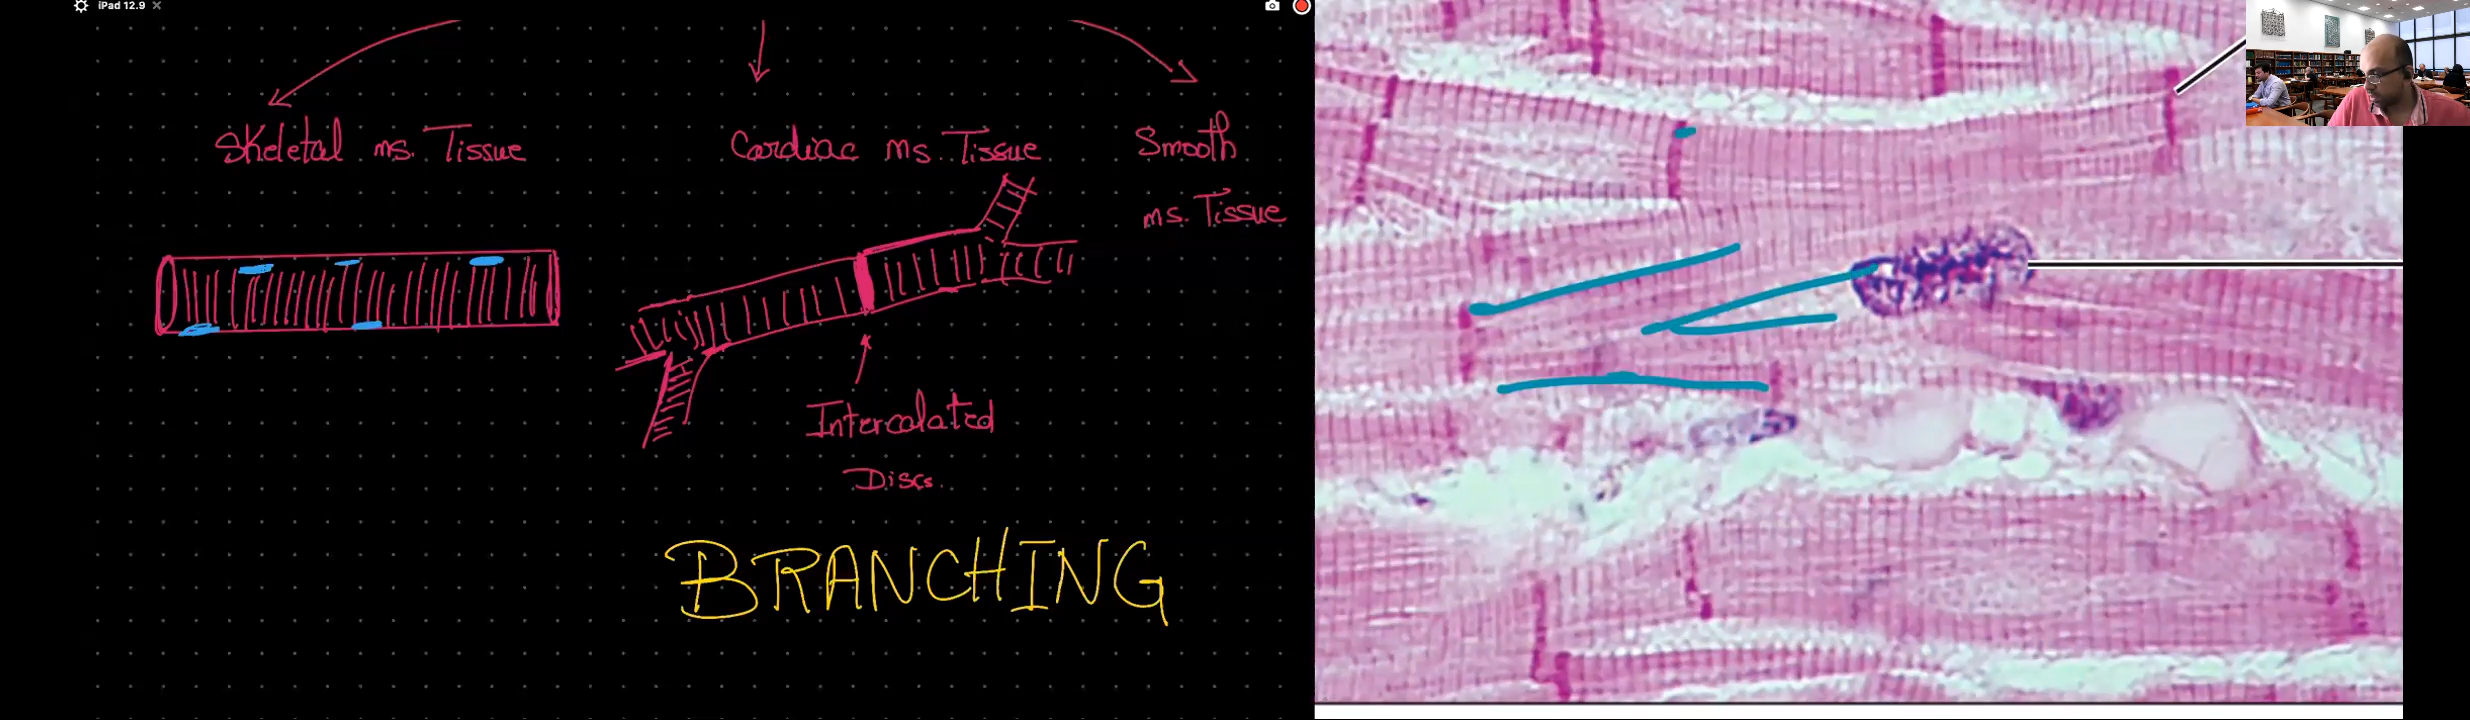 iPad 12.9
Skeletal ms. Tissue
Cardiac ms. Tissue
Smooth
ms. Tissue
Intercalated
Discs.
BRANCHING